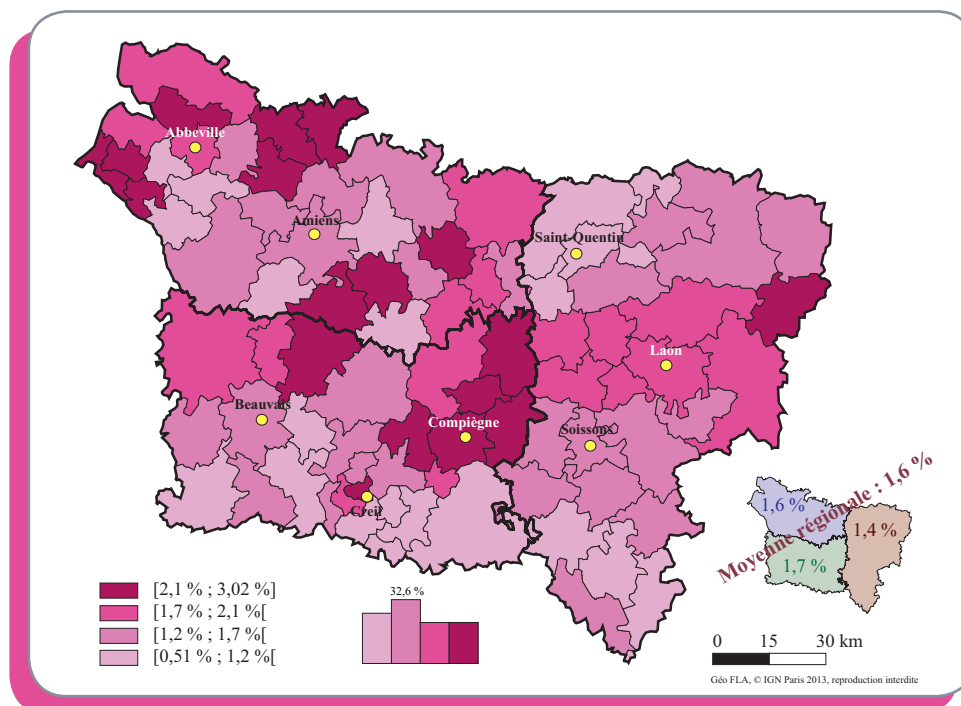 Abbeville
Amiens
Saint-Quentin
Laon
Beauvais
Compiègne
Soissons
Creil
Moyenne régionale : 1,6 %
1,6 %
1,4 %
1,7 %
[2,1 % ; 3,02 %]
[1,7 % ; 2,1 %[
[1,2 % ; 1,7 %[
[0,51 % ; 1,2 %[
32,6 %
0 15 30 km
Géo FLA, © IGN Paris 2013, reproduction interdite